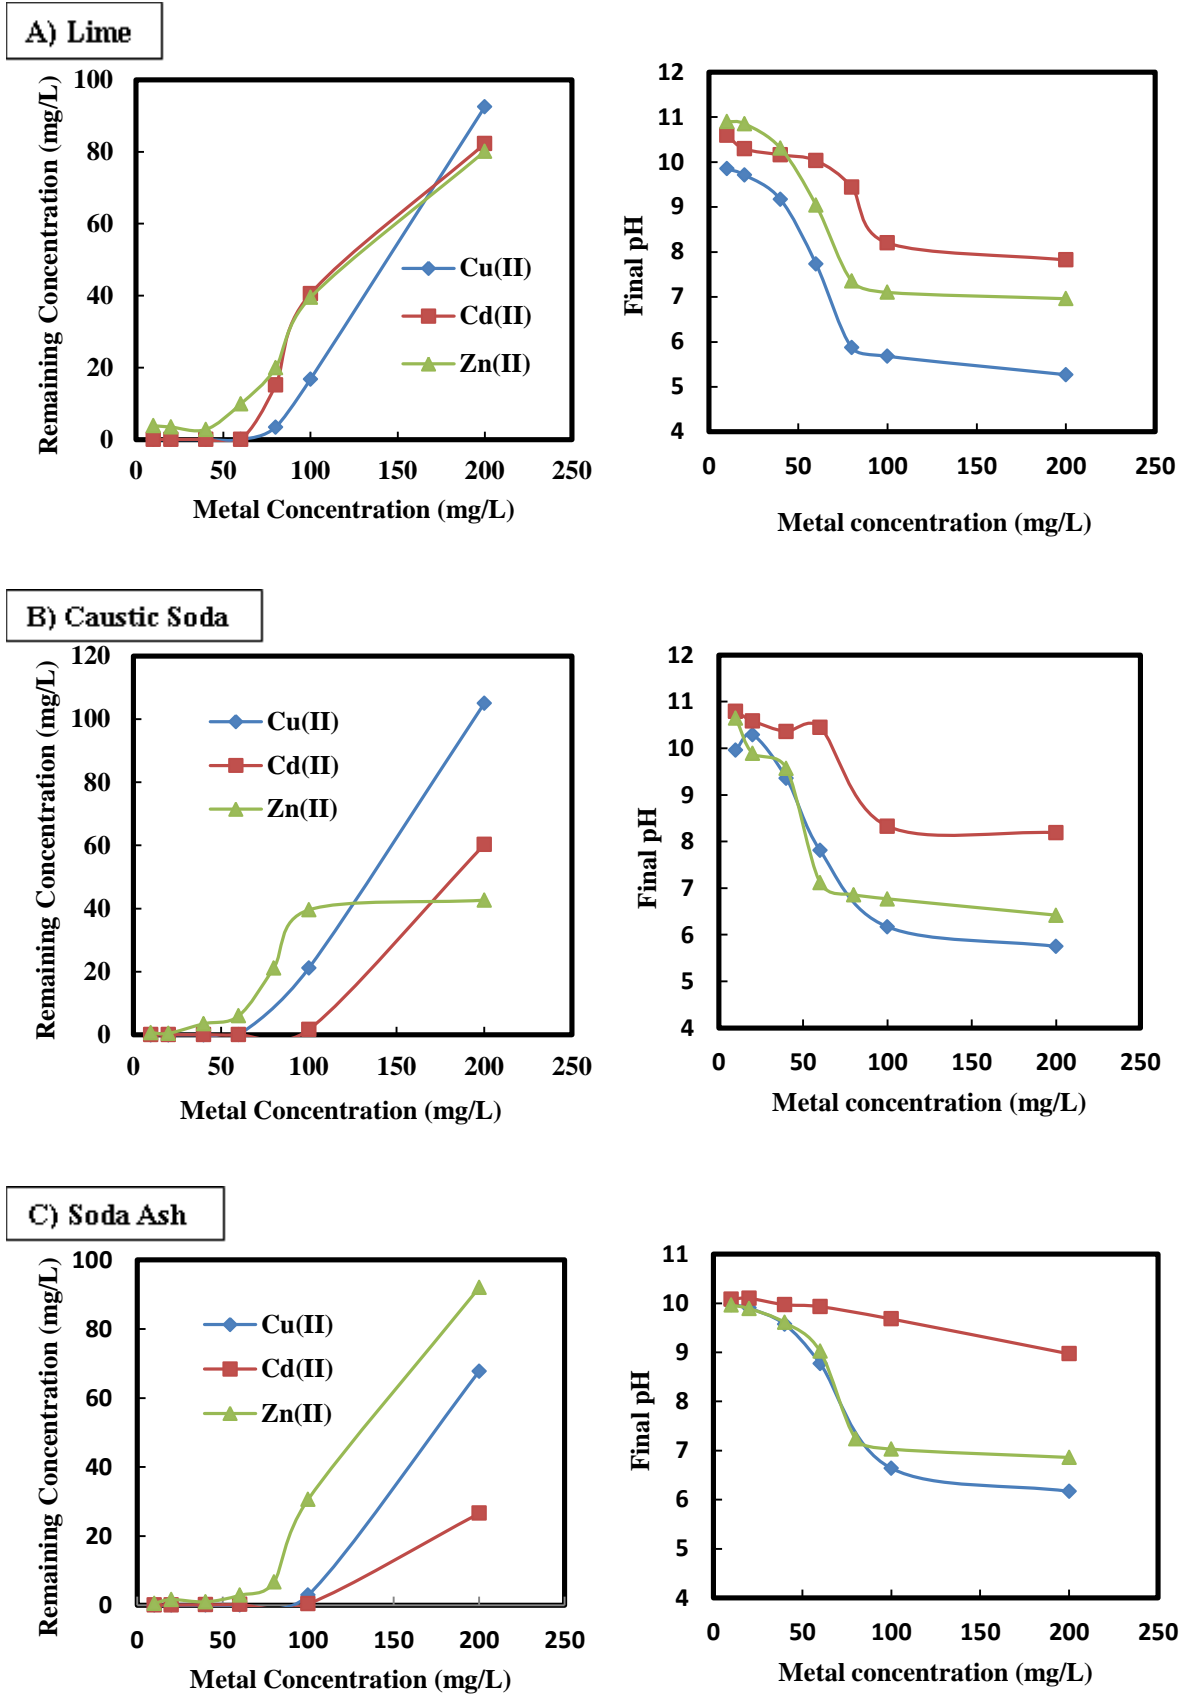 A) Lime
Remaining Concentration (mg/L)
100
80
60
40
20
0
0 50 100 150 200 250
Metal Concentration (mg/L)
Cu(II)
Cd(II)
Zn(II)
Final pH
12
11
10
9
8
7
6
5
4
0 50 100 150 200 250
Metal concentration (mg/L)
B) Caustic Soda
Remaining Concentration (mg/L)
120
100
80
60
40
20
0
0 50 100 150 200 250
Metal Concentration (mg/L)
Cu(II)
Cd(II)
Zn(II)
Final pH
12
11
10
9
8
7
6
5
4
0 50 100 150 200 250
Metal concentration (mg/L)
C) Soda Ash
Remaining Concentration (mg/L)
100
80
60
40
20
0
0 50 100 150 200 250
Metal Concentration (mg/L)
Cu(II)
Cd(II)
Zn(II)
Final pH
11
10
9
8
7
6
5
4
0 50 100 150 200 250
Metal concentration (mg/L)